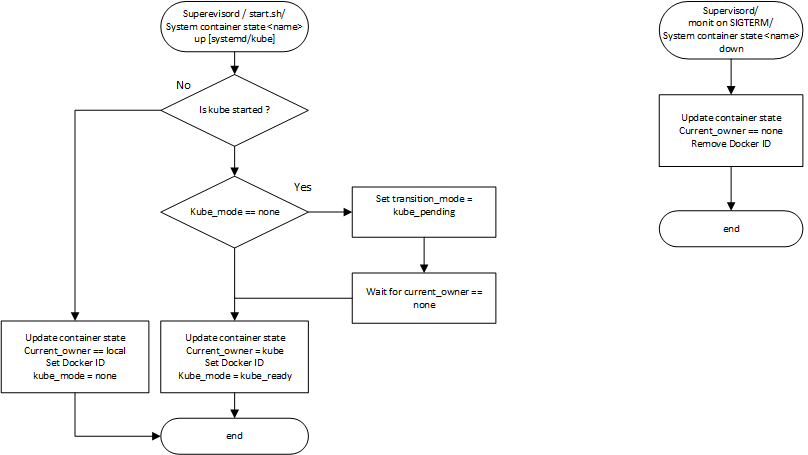 Superevisord / start.sh/
System container state <name>
up [systemd/kube]
No
Is kube started ?
Yes
Kube_mode == none
Set transition_mode =
kube_pending
Wait for current_owner ==
none
Update container state
Current_owner == local
Set Docker ID
kube_mode = none
Update container state
Current_owner = kube
Set Docker ID
Kube_mode = kube_ready
end
Supervisord/
monit on SIGTERM/
System container state <name>
down
Update container state
Current_owner == none
Remove Docker ID
end